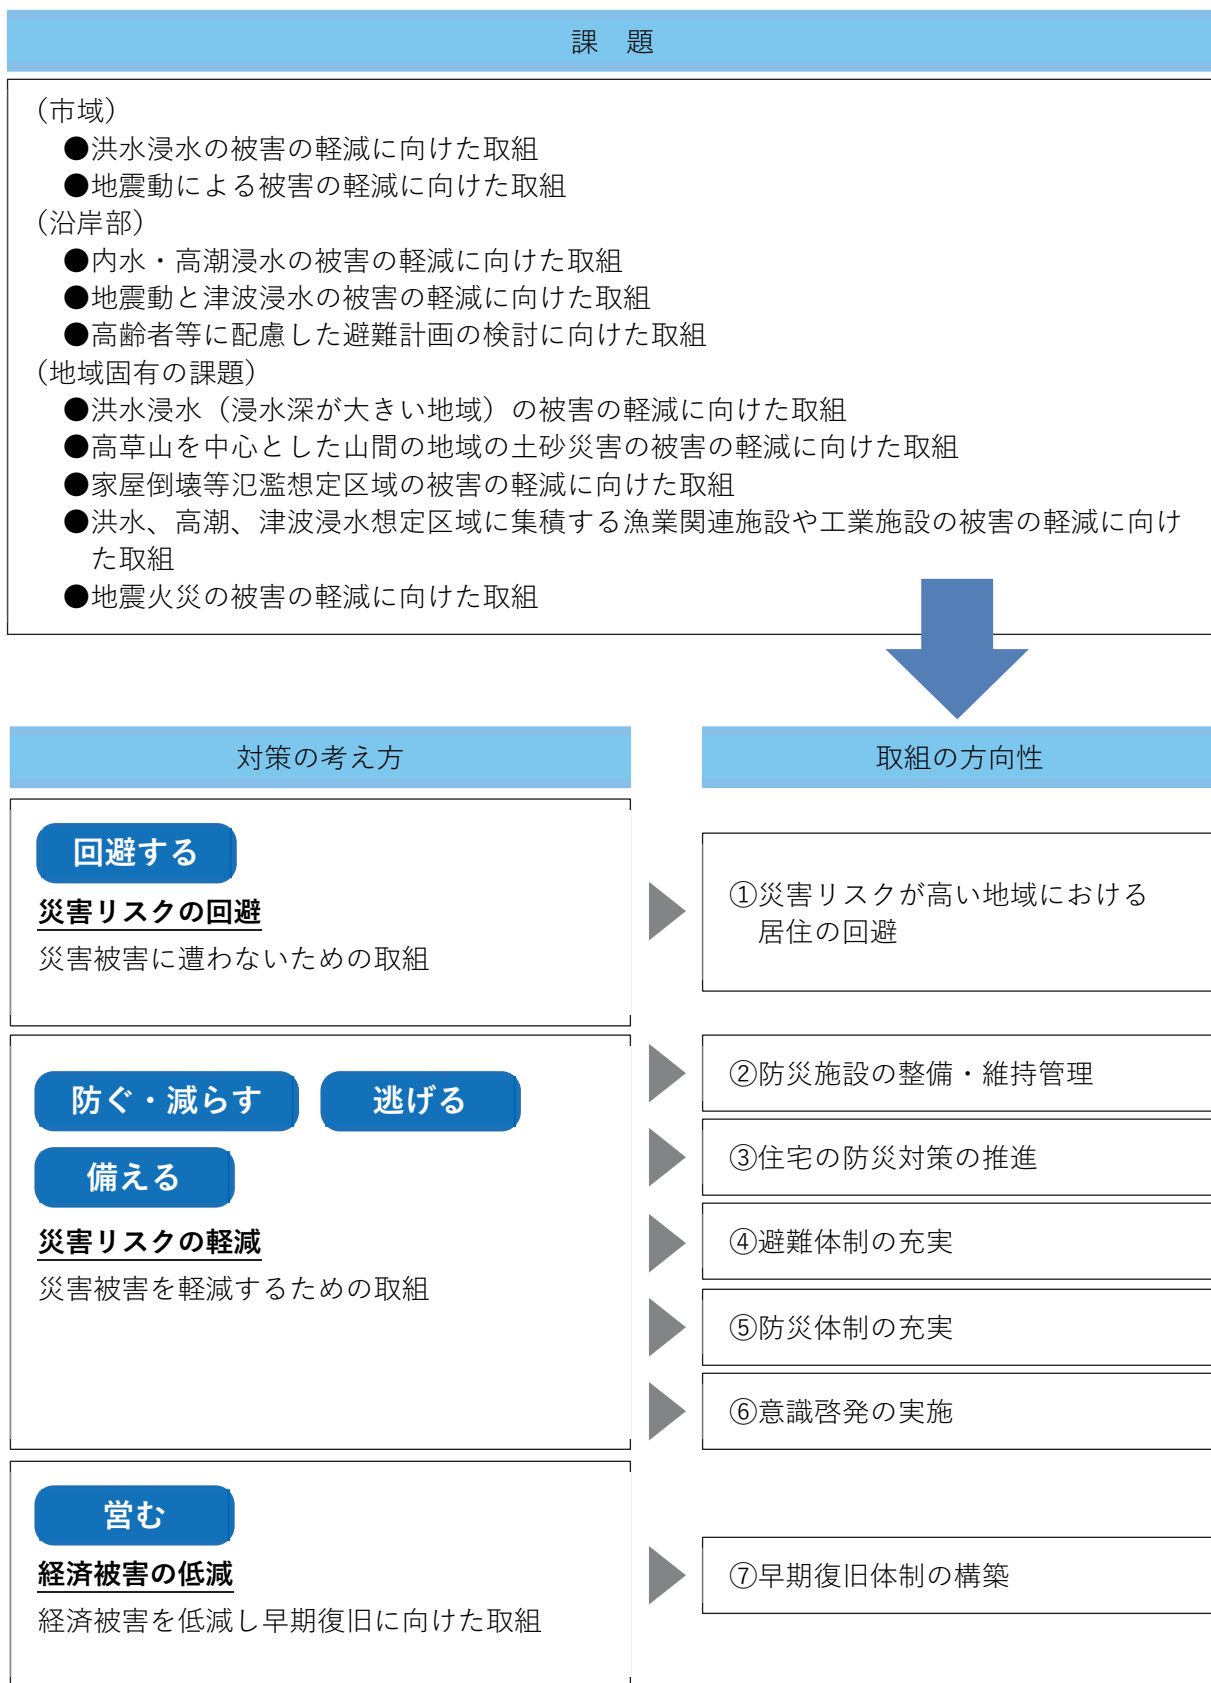 課　題
（市域）
●洪水浸水の被害の軽減に向けた取組
●地震動による被害の軽減に向けた取組
（沿岸部）
●内水・高潮浸水の被害の軽減に向けた取組
●地震動と津波浸水の被害の軽減に向けた取組
●高齢者等に配慮した避難計画の検討に向けた取組
（地域固有の課題）
●洪水浸水（浸水深が大きい地域）の被害の軽減に向けた取組
●高草山を中心とした山間の地域の土砂災害の被害の軽減に向けた取組
●家屋倒壊等氾濫想定区域の被害の軽減に向けた取組
●洪水、高潮、津波浸水想定区域に集積する漁業関連施設や工業施設の被害の軽減に向け
た取組
●地震火災の被害の軽減に向けた取組
対策の考え方
取組の方向性
回避する
災害リスクの回避
災害被害に遭わないための取組
①災害リスクが高い地域における
居住の回避
防ぐ・減らす
逃げる
備える
災害リスクの軽減
災害被害を軽減するための取組
②防災施設の整備・維持管理
③住宅の防災対策の推進
④避難体制の充実
⑤防災体制の充実
⑥意識啓発の実施
営む
経済被害の低減
経済被害を低減し早期復旧に向けた取組
⑦早期復旧体制の構築